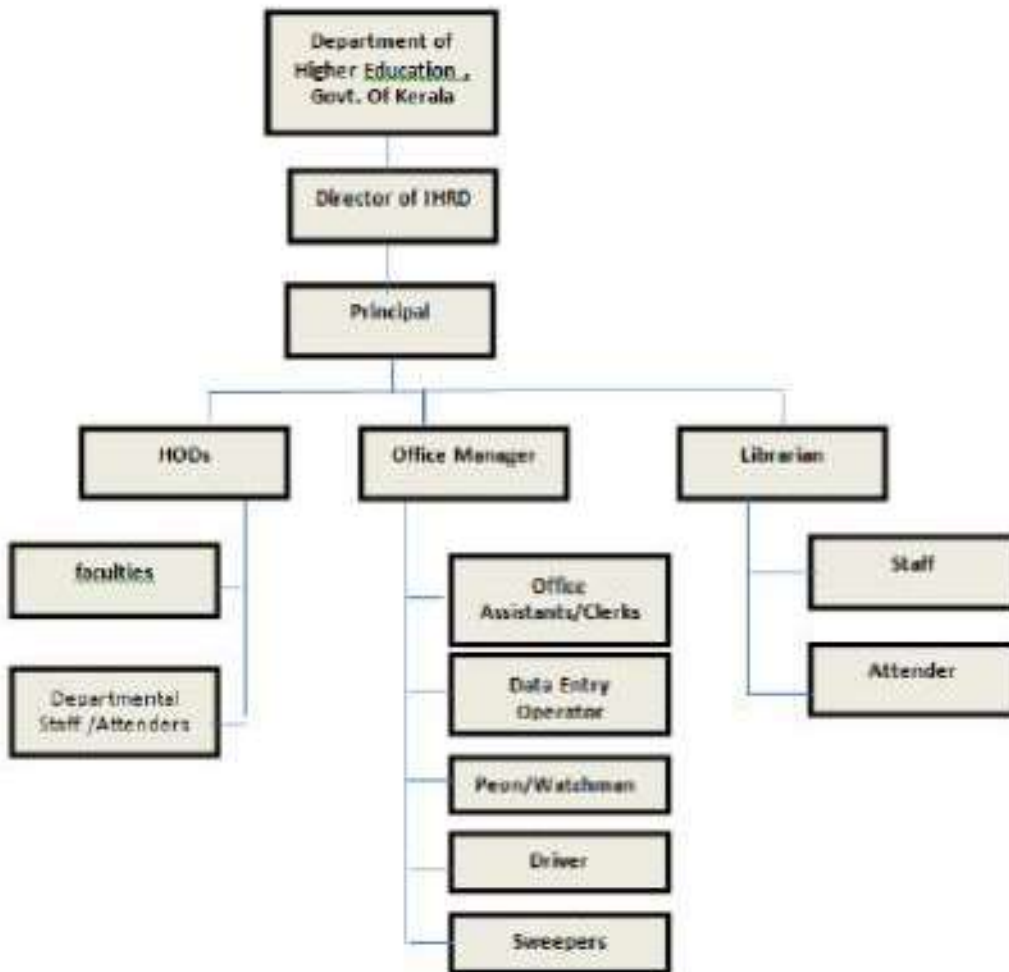 Department of
Higher Education ,
Govt. Of Kerala
Director of IHRD
Principal
HODs
Office Manager
Librarian
faculties
Departmental
Staff /Attenders
Office
Assistants/Clerks
Data Entry
Operator
Peon/Watchman
Driver
Sweepers
Staff
Attender